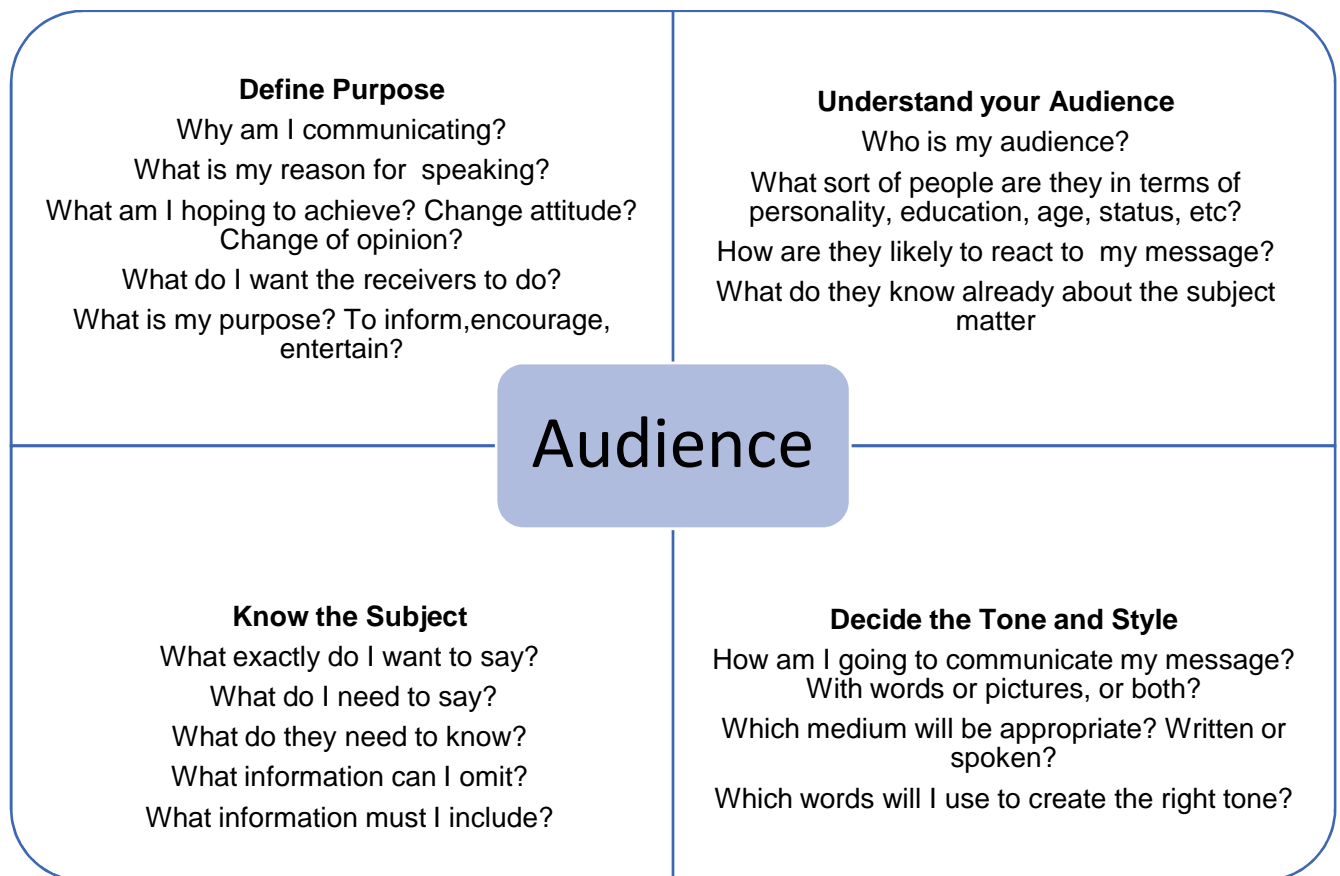 Define Purpose
Why am I communicating?
What is my reason for  speaking?
What am I hoping to achieve? Change attitude?
Change of opinion?
What do I want the receivers to do?
What is my purpose? To inform,encourage,
entertain?
Understand your Audience
Who is my audience?
What sort of people are they in terms of
personality, education, age, status, etc?
How are they likely to react to  my message?
What do they know already about the subject
matter
Audience
Know the Subject
What exactly do I want to say?
What do I need to say?
What do they need to know?
What information can I omit?
What information must I include?
Decide the Tone and Style
How am I going to communicate my message?
With words or pictures, or both?
Which medium will be appropriate? Written or
spoken?
Which words will I use to create the right tone?